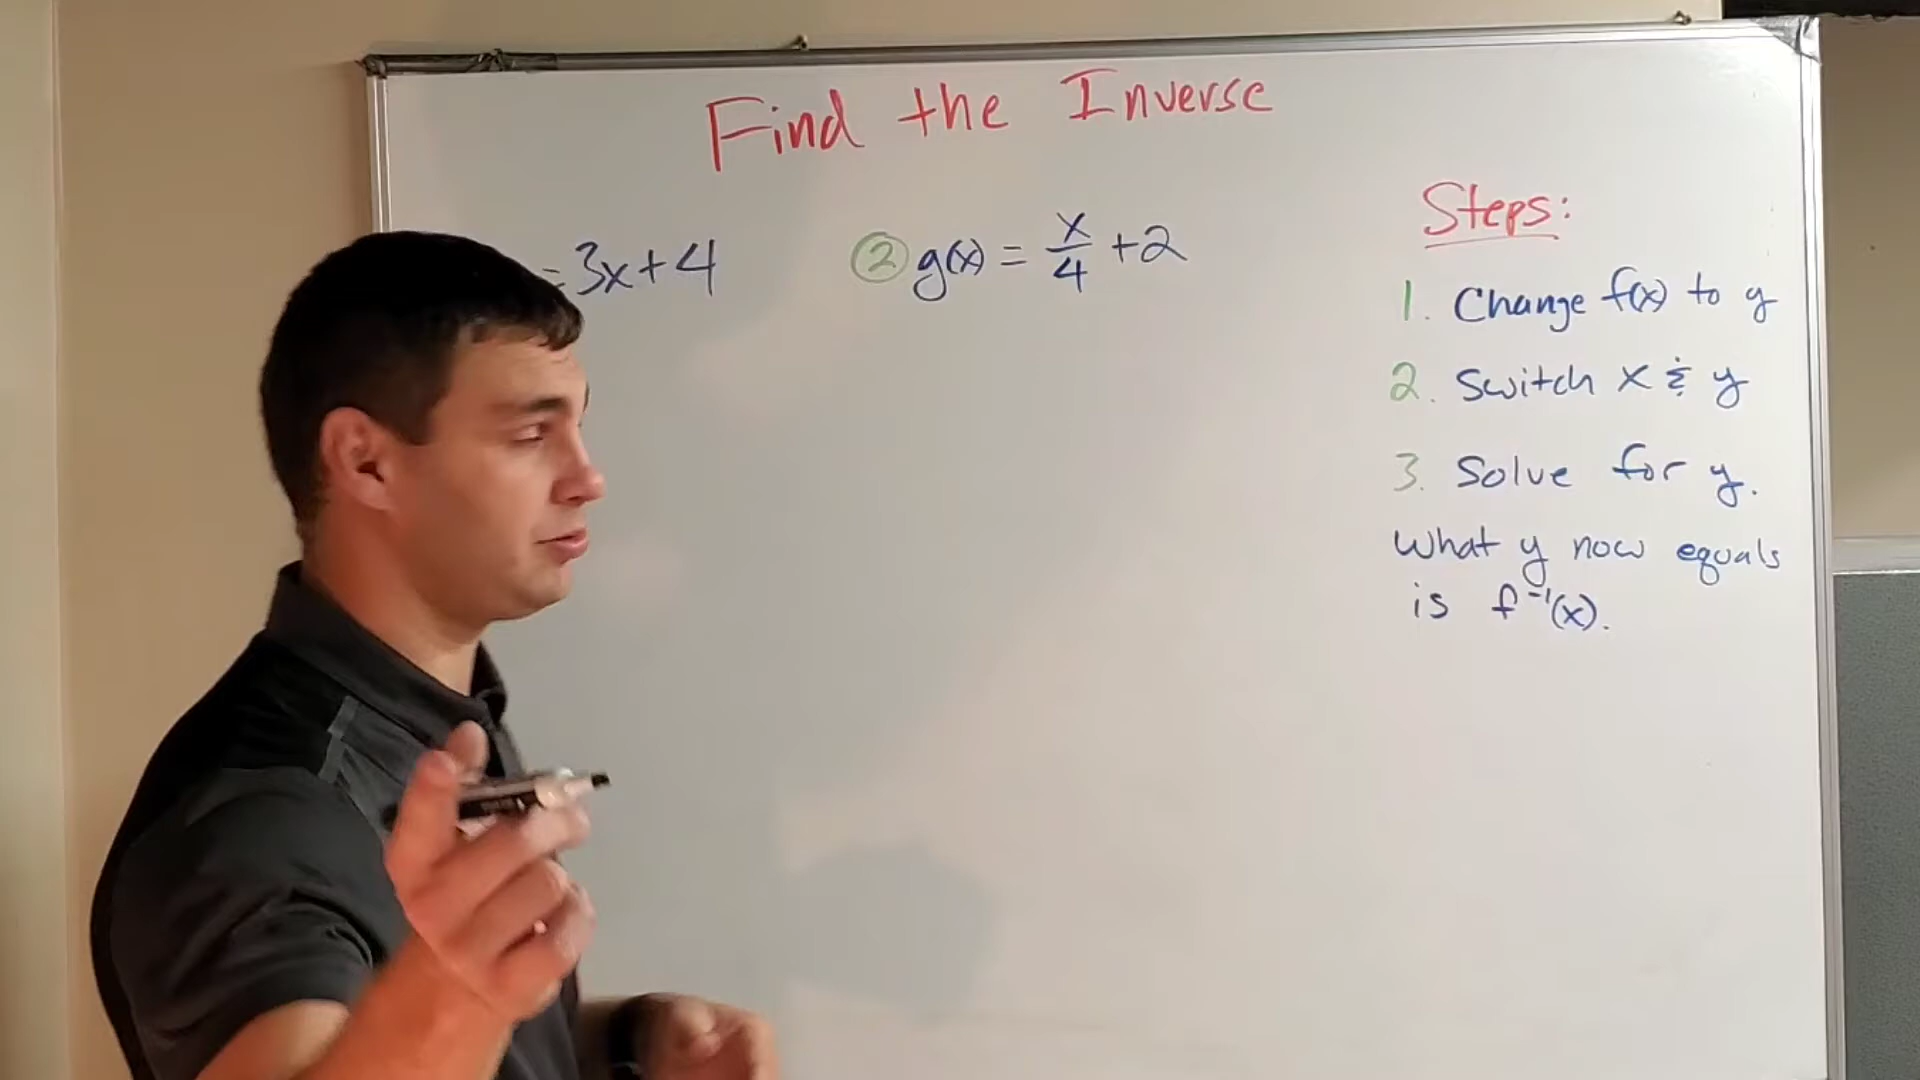 Find the Inverse
= 3x + 4
② g(x) = x/4 + 2
Steps:
1. Change f(x) to y
2. Switch x & y
3. Solve for y.
What y now equals
is f⁻¹(x).